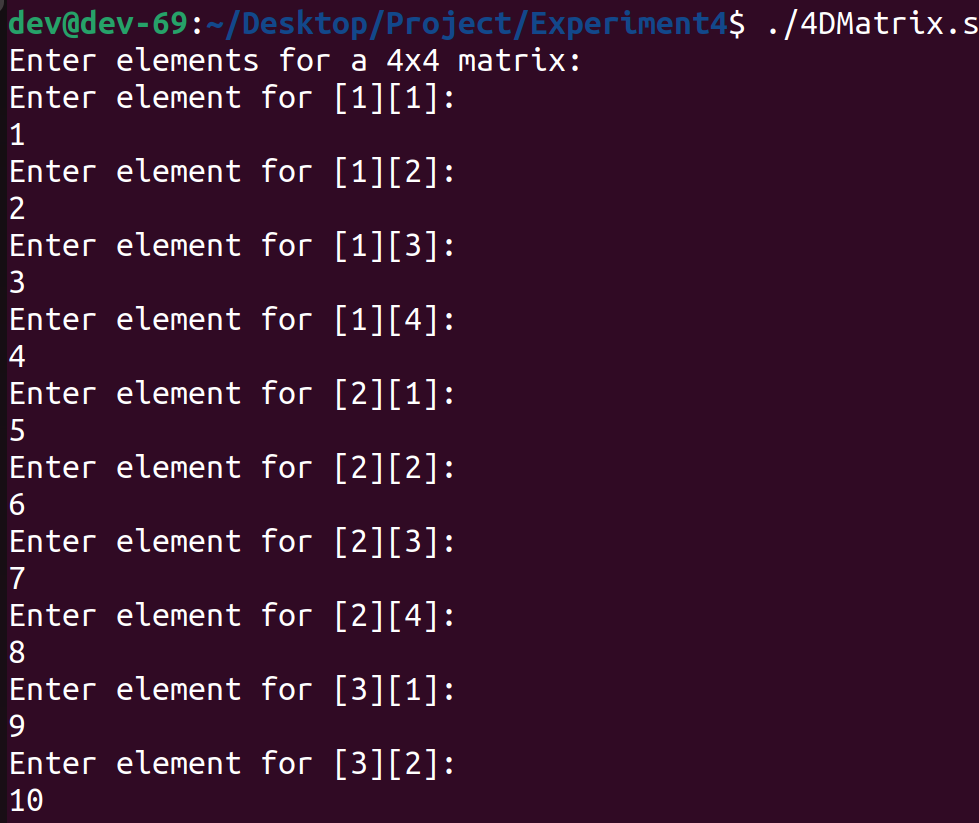 dev@dev-69:~/Desktop/Project/Experiment4$ ./4DMatrix.s
Enter elements for a 4x4 matrix:
Enter element for [1][1]:
1
Enter element for [1][2]:
2
Enter element for [1][3]:
3
Enter element for [1][4]:
4
Enter element for [2][1]:
5
Enter element for [2][2]:
6
Enter element for [2][3]:
7
Enter element for [2][4]:
8
Enter element for [3][1]:
9
Enter element for [3][2]:
10